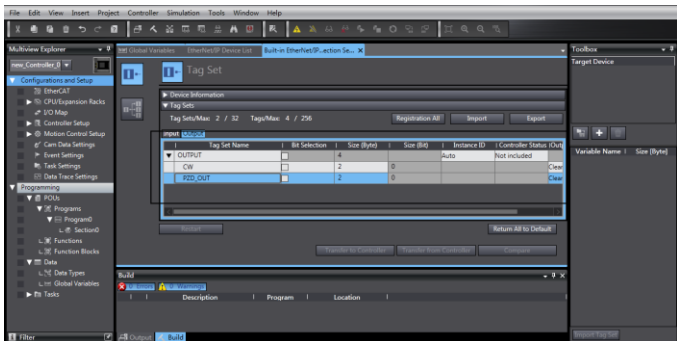 File Edit View Insert Project Controller Simulation Tools Window Help
Multiview Explorer
new_Controller_0
Configurations and Setup
EtherCAT
CPU/Expansion Racks
I/O Map
Controller Setup
Motion Control Setup
Cam Data Settings
Event Settings
Task Settings
Data Trace Settings
Programming
POUs
Programs
Program0
Section0
Functions
Function Blocks
Data
Data Types
Global Variables
Tasks
Filter
Global Variables EtherNet/IP Device List Built-in EtherNet/IP...ection Se... X
Tag Set
Device Information
Tag Sets
Tag Sets/Max: 2 / 32 Tags/Max: 4 / 256 Registration All Import Export
Input Output
Tag Set Name Bit Selection Size (Byte) Size (Bit) Instance ID Controller Status
OUTPUT 4 Auto Not included
CW 2 0 Clear
PZD_OUT 2 0 Clear
Restart Return All to Default
Transfer to Controller Transfer from Controller Compare
Build
0 Errors 0 Warnings
Description Program Location
Output Build
Toolbox
Target Device
Variable Name Size (Byte)
Import Tag Set